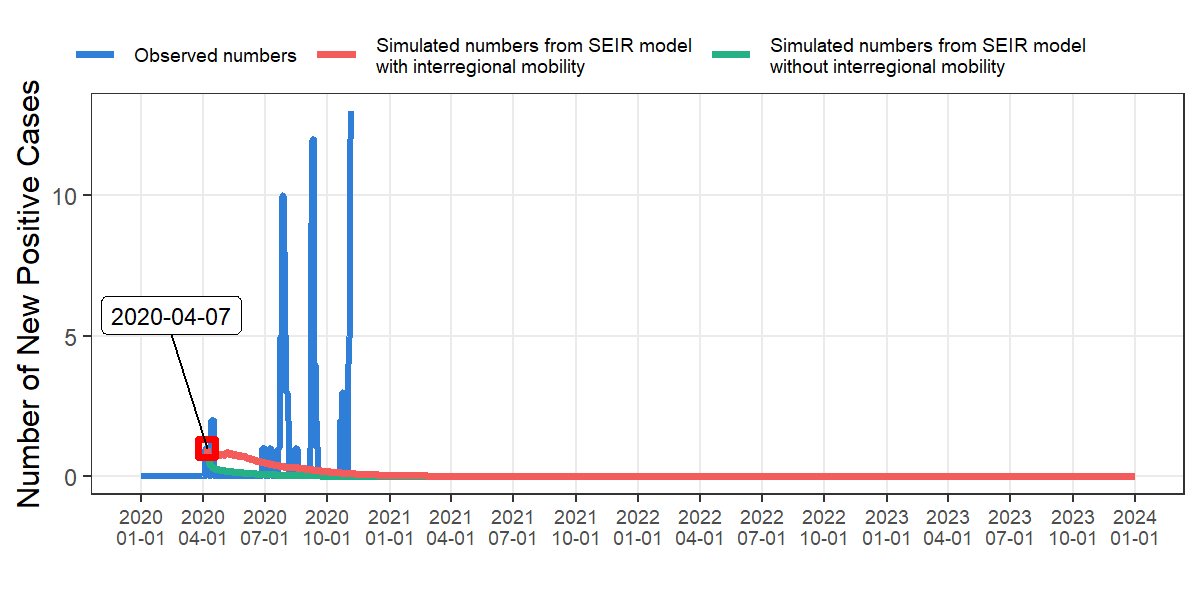 Observed numbers
Simulated numbers from SEIR model
with interregional mobility
Simulated numbers from SEIR model
without interregional mobility
Number of New Positive Cases
10
5
0
2020-04-07
2020 2020 2020 2020 2021 2021 2021 2021 2022 2022 2022 2022 2023 2023 2023 2023 2024
01-01 04-01 07-01 10-01 01-01 04-01 07-01 10-01 01-01 04-01 07-01 10-01 01-01 04-01 07-01 10-01 01-01